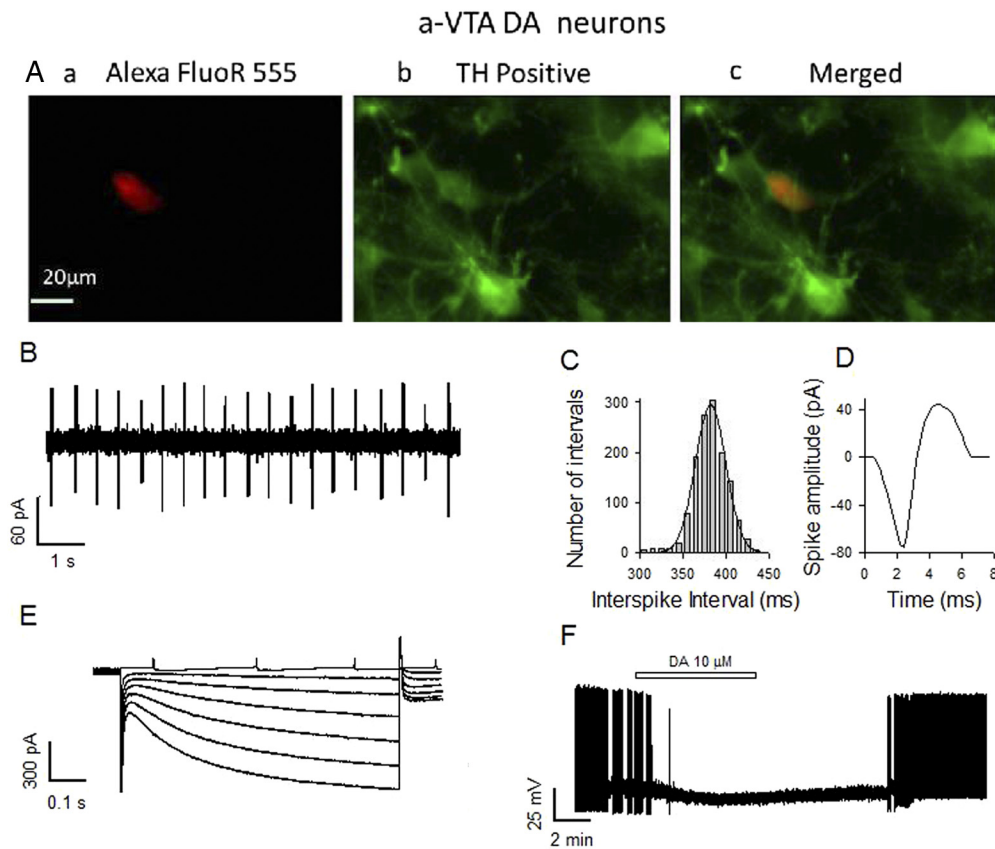 a-VTA DA neurons
A a Alexa FluoR 555 b TH Positive c Merged
20μm
B
60 pA
1 s
C
Number of intervals
300
200
100
0
300 350 400 450
Interspike Interval (ms)
D
Spike amplitude (pA)
40
0
-40
-80
0 2 4 6 8
Time (ms)
E
300 pA
0.1 s
F
DA 10 μM
25 mV
2 min